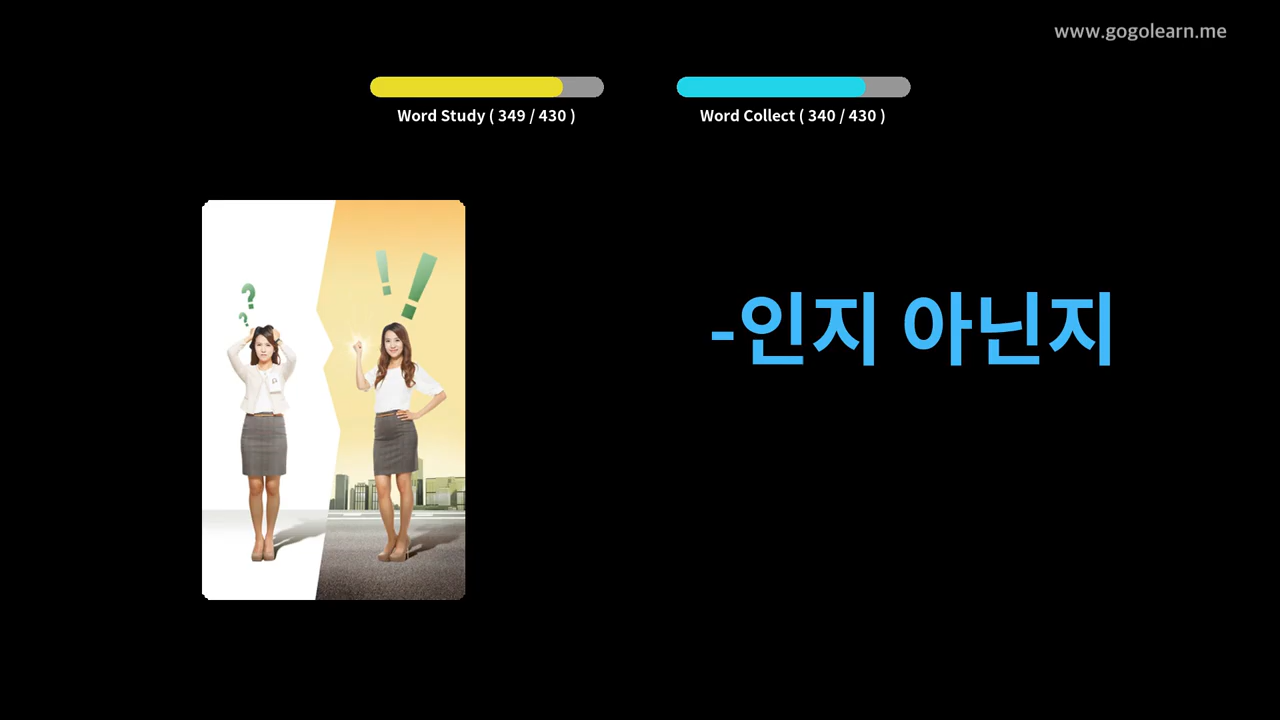 www.gogolearn.me
Word Study ( 349 / 430 )
Word Collect ( 340 / 430 )
? ?
! !
-인지 아닌지